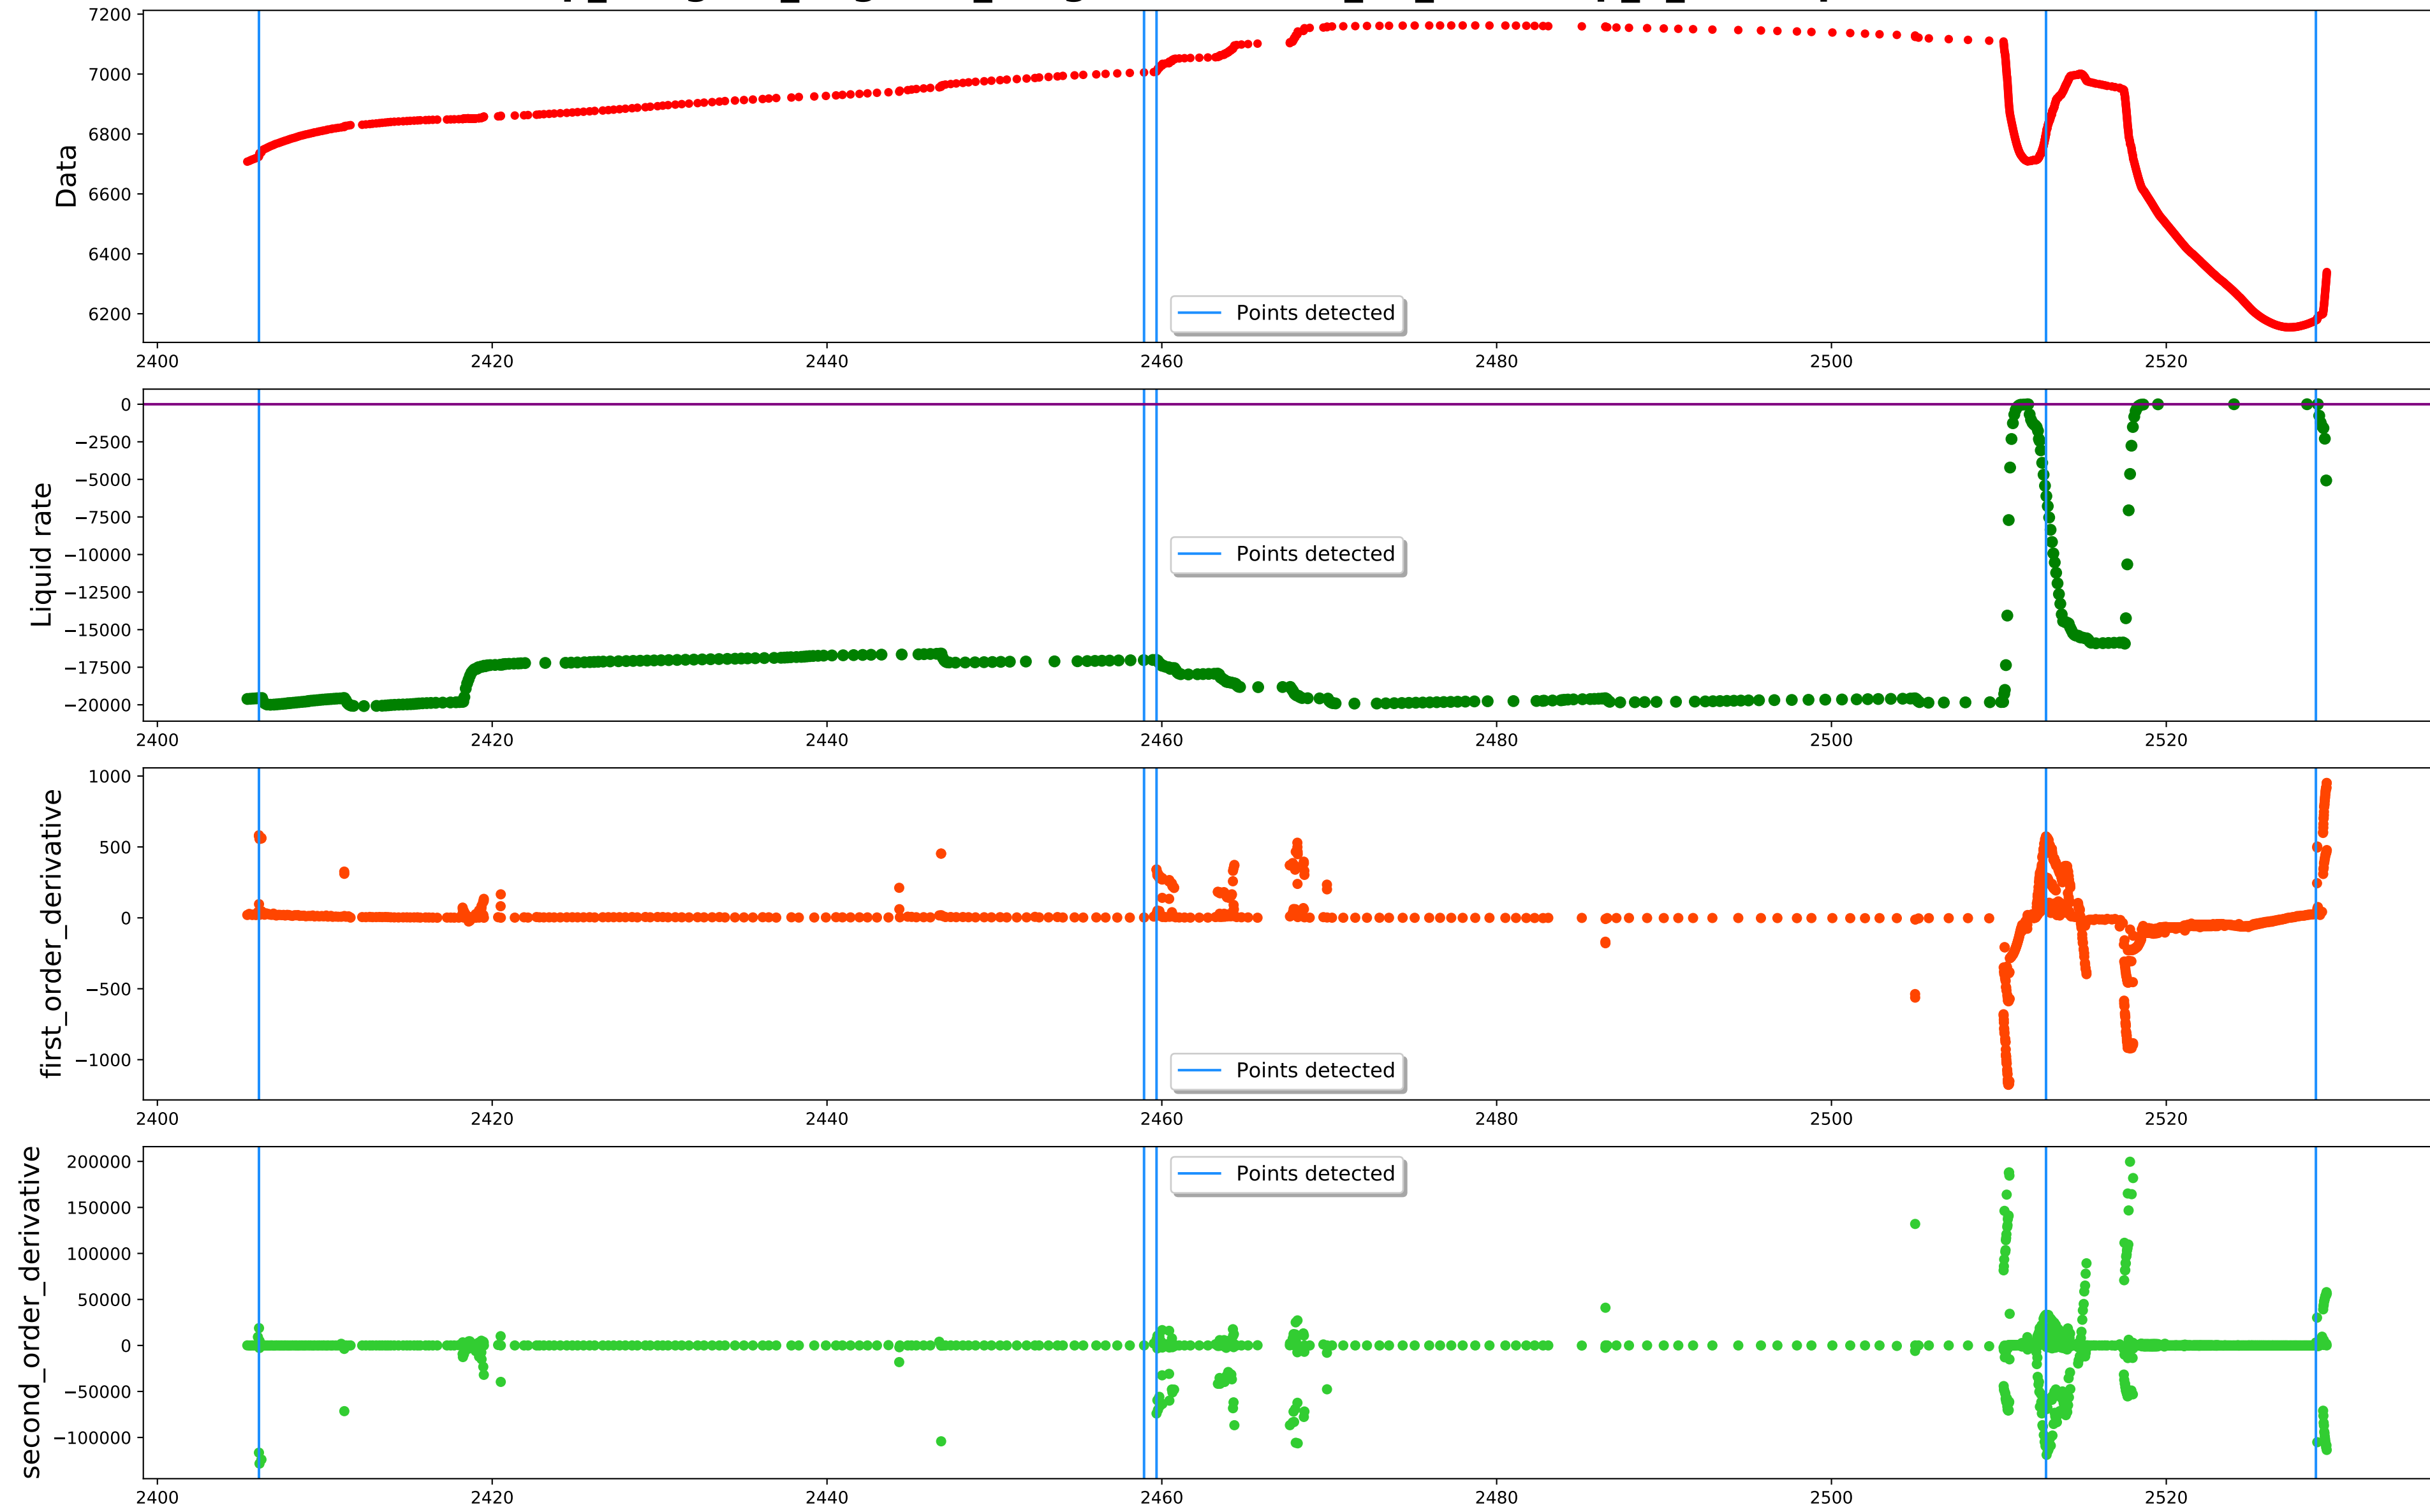 7200
7000
6800
6600
6400
6200
Data
Points detected
2400 2420 2440 2460 2480 2500 2520
0
−2500
−5000
−7500
−10000
−12500
−15000
−17500
−20000
Liquid rate
Points detected
2400 2420 2440 2460 2480 2500 2520
1000
500
0
−500
−1000
first_order_derivative
Points detected
2400 2420 2440 2460 2480 2500 2520
200000
150000
100000
50000
0
−50000
−100000
second_order_derivative
Points detected
2400 2420 2440 2460 2480 2500 2520